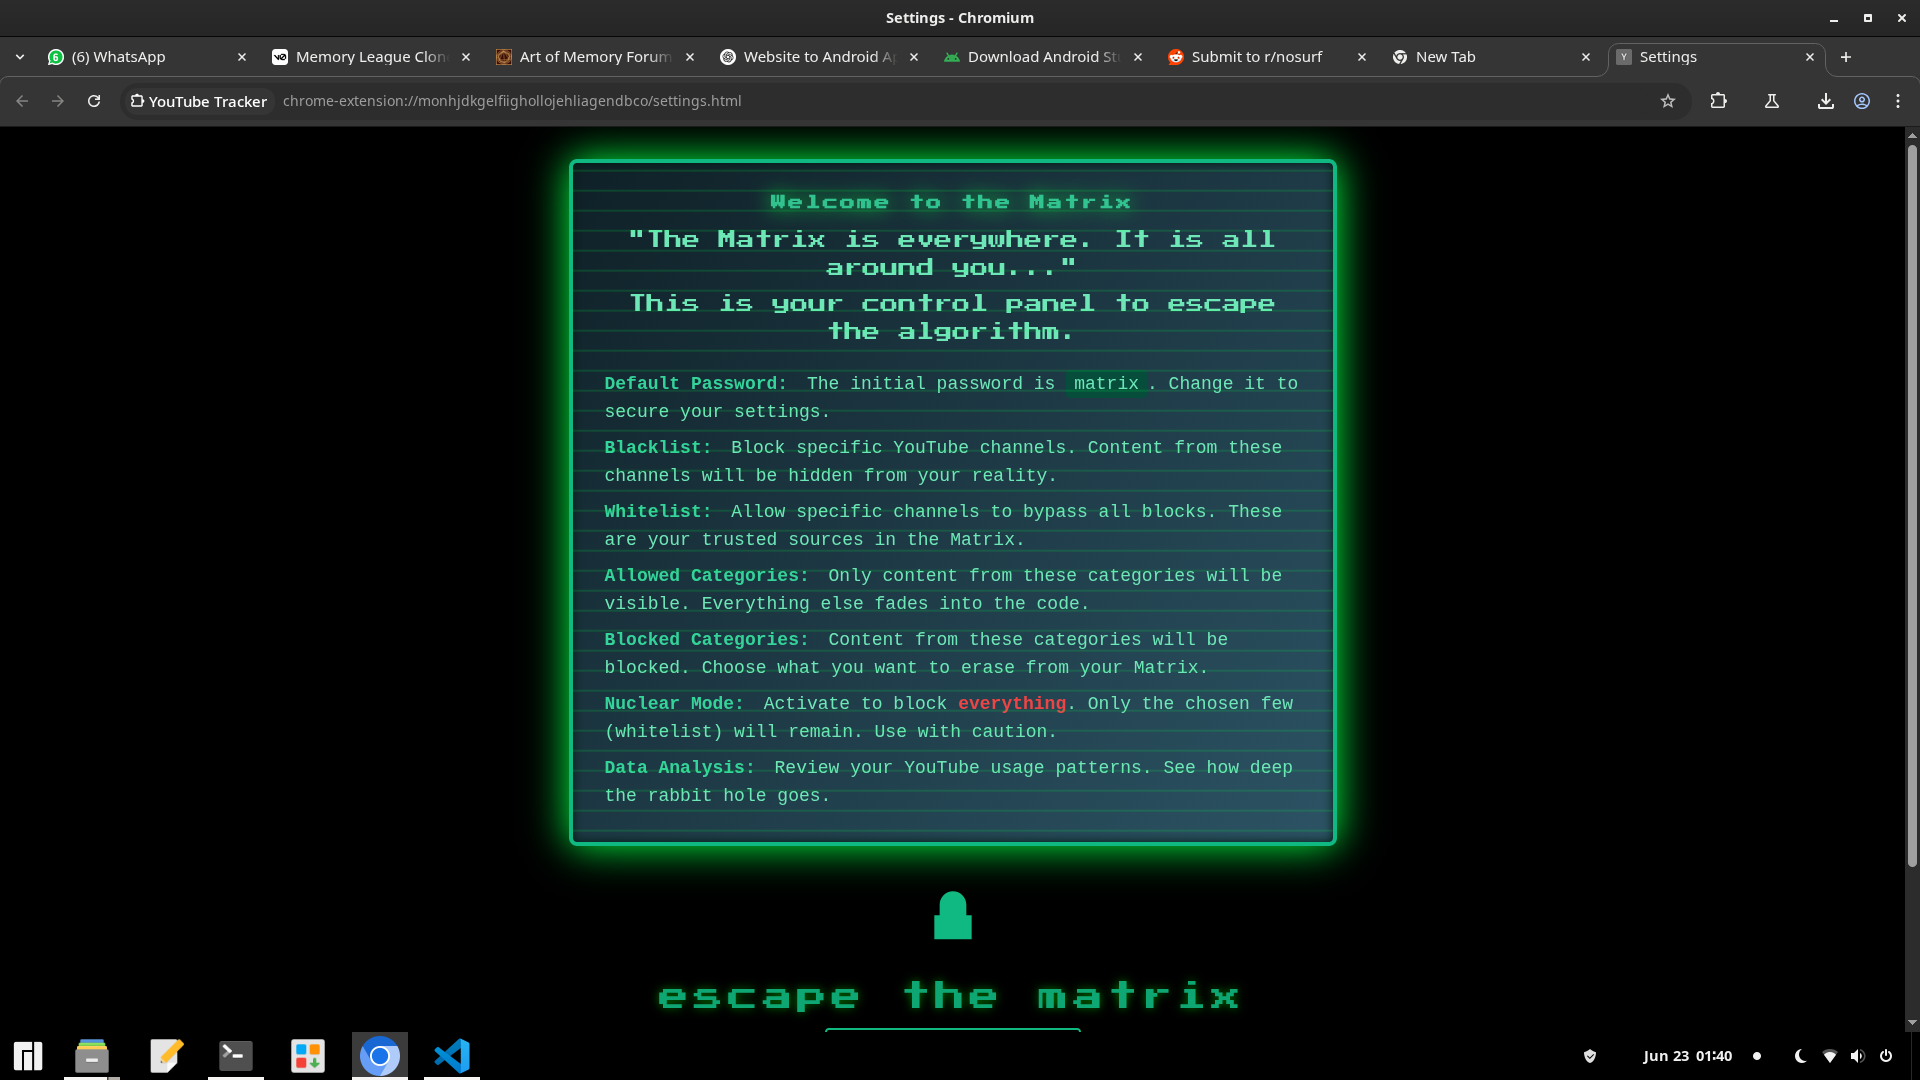 Settings - Chromium
(6) WhatsApp
Memory League Clon
Art of Memory Forum
Website to Android A
Download Android St
Submit to r/nosurf
New Tab
Settings
YouTube Tracker
chrome-extension://monhjdkgelfiighollojehliagendbco/settings.html
Welcome to the Matrix
"The Matrix is everywhere. It is all
around you..."
This is your control panel to escape
the algorithm.
Default Password: The initial password is matrix . Change it to
secure your settings.
Blacklist: Block specific YouTube channels. Content from these
channels will be hidden from your reality.
Whitelist: Allow specific channels to bypass all blocks. These
are your trusted sources in the Matrix.
Allowed Categories: Only content from these categories will be
visible. Everything else fades into the code.
Blocked Categories: Content from these categories will be
blocked. Choose what you want to erase from your Matrix.
Nuclear Mode: Activate to block everything. Only the chosen few
(whitelist) will remain. Use with caution.
Data Analysis: Review your YouTube usage patterns. See how deep
the rabbit hole goes.
escape the matrix
Jun 23 01:40